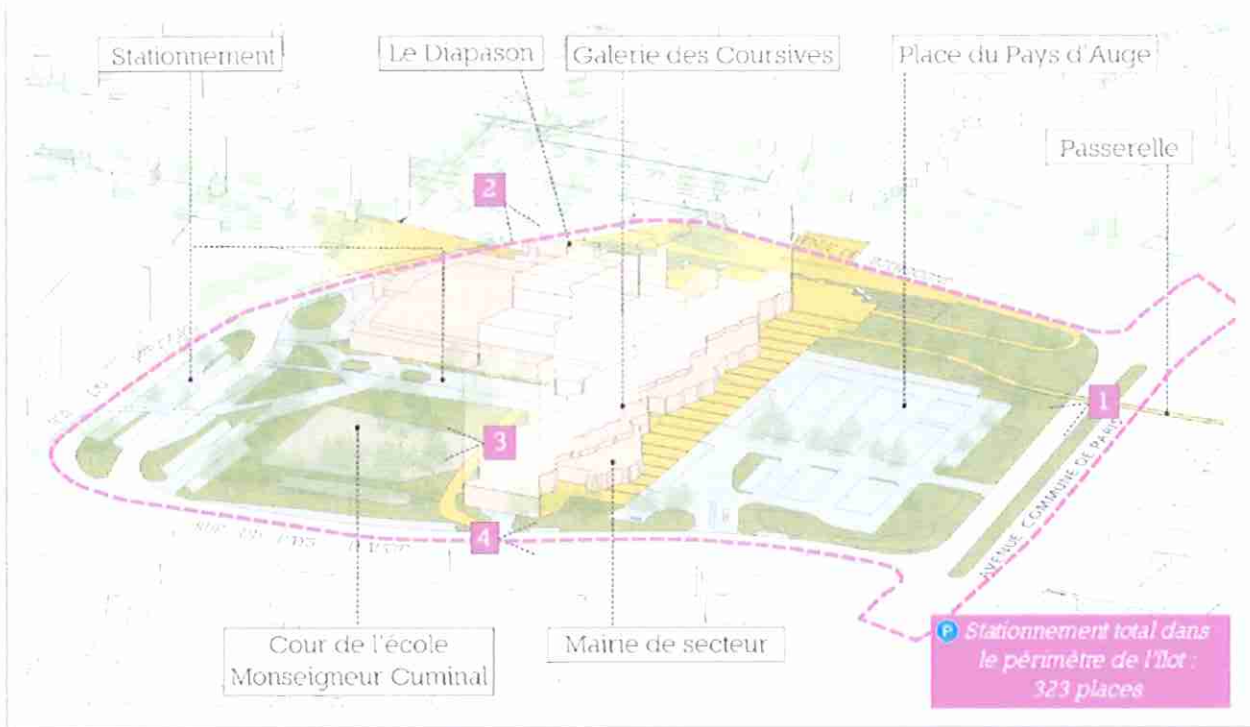 Stationnement
Le Diapason
Galerie des Coursives
Place du Pays d'Auge
Passerelle
2
1
3
4
AVENUE COMMUNE DE PARIS
Cour de l'école
Monseigneur Cuminal
Mairie de secteur
P Stationnement total dans
le périmètre de l'îlot :
323 places